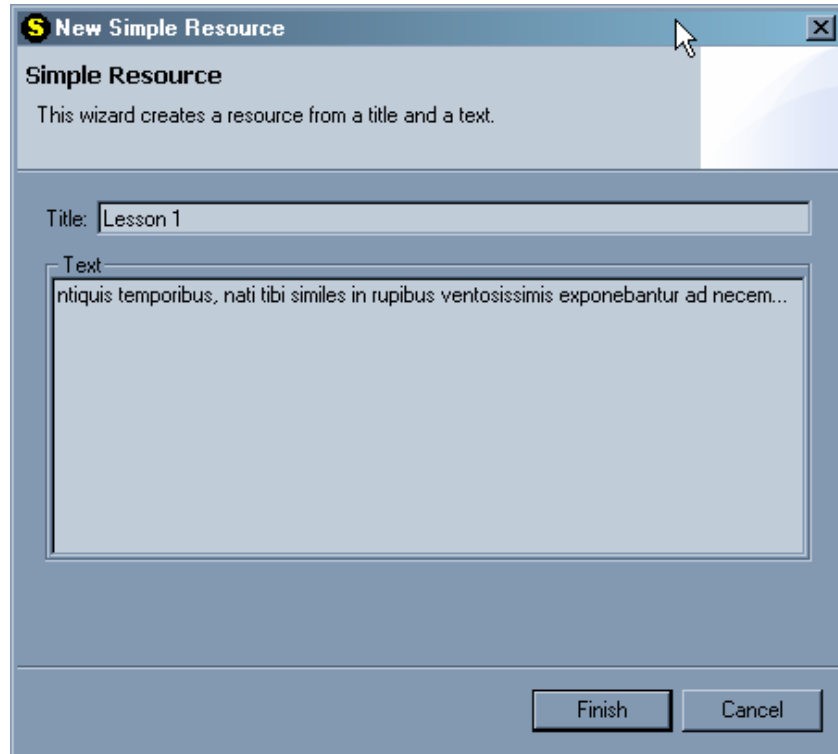 S New Simple Resource
Simple Resource
This wizard creates a resource from a title and a text.
Title: Lesson 1
Text
ntiquis temporibus, nati tibi similes in rupibus ventosissimis exponebantur ad necem...
Finish Cancel